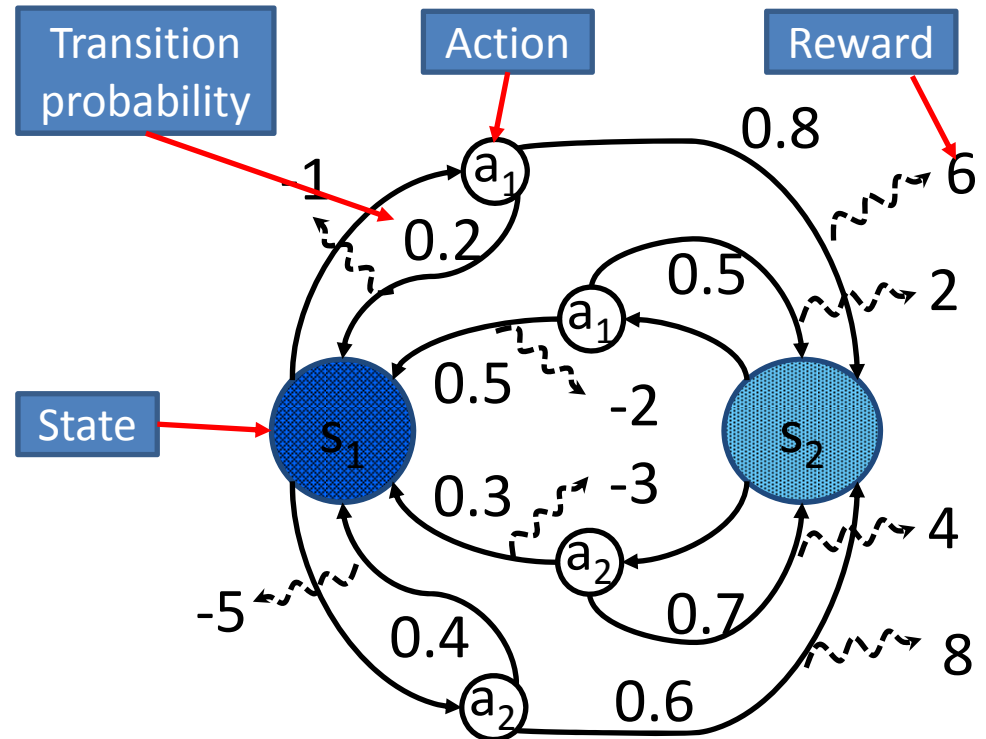 Transition
probability
Action
Reward
0.8
6
-1
a1
0.2
0.5
2
a1
0.5
-2
State
s1
s2
0.3
-3
a2
4
-5
0.4
0.7
8
a2
0.6